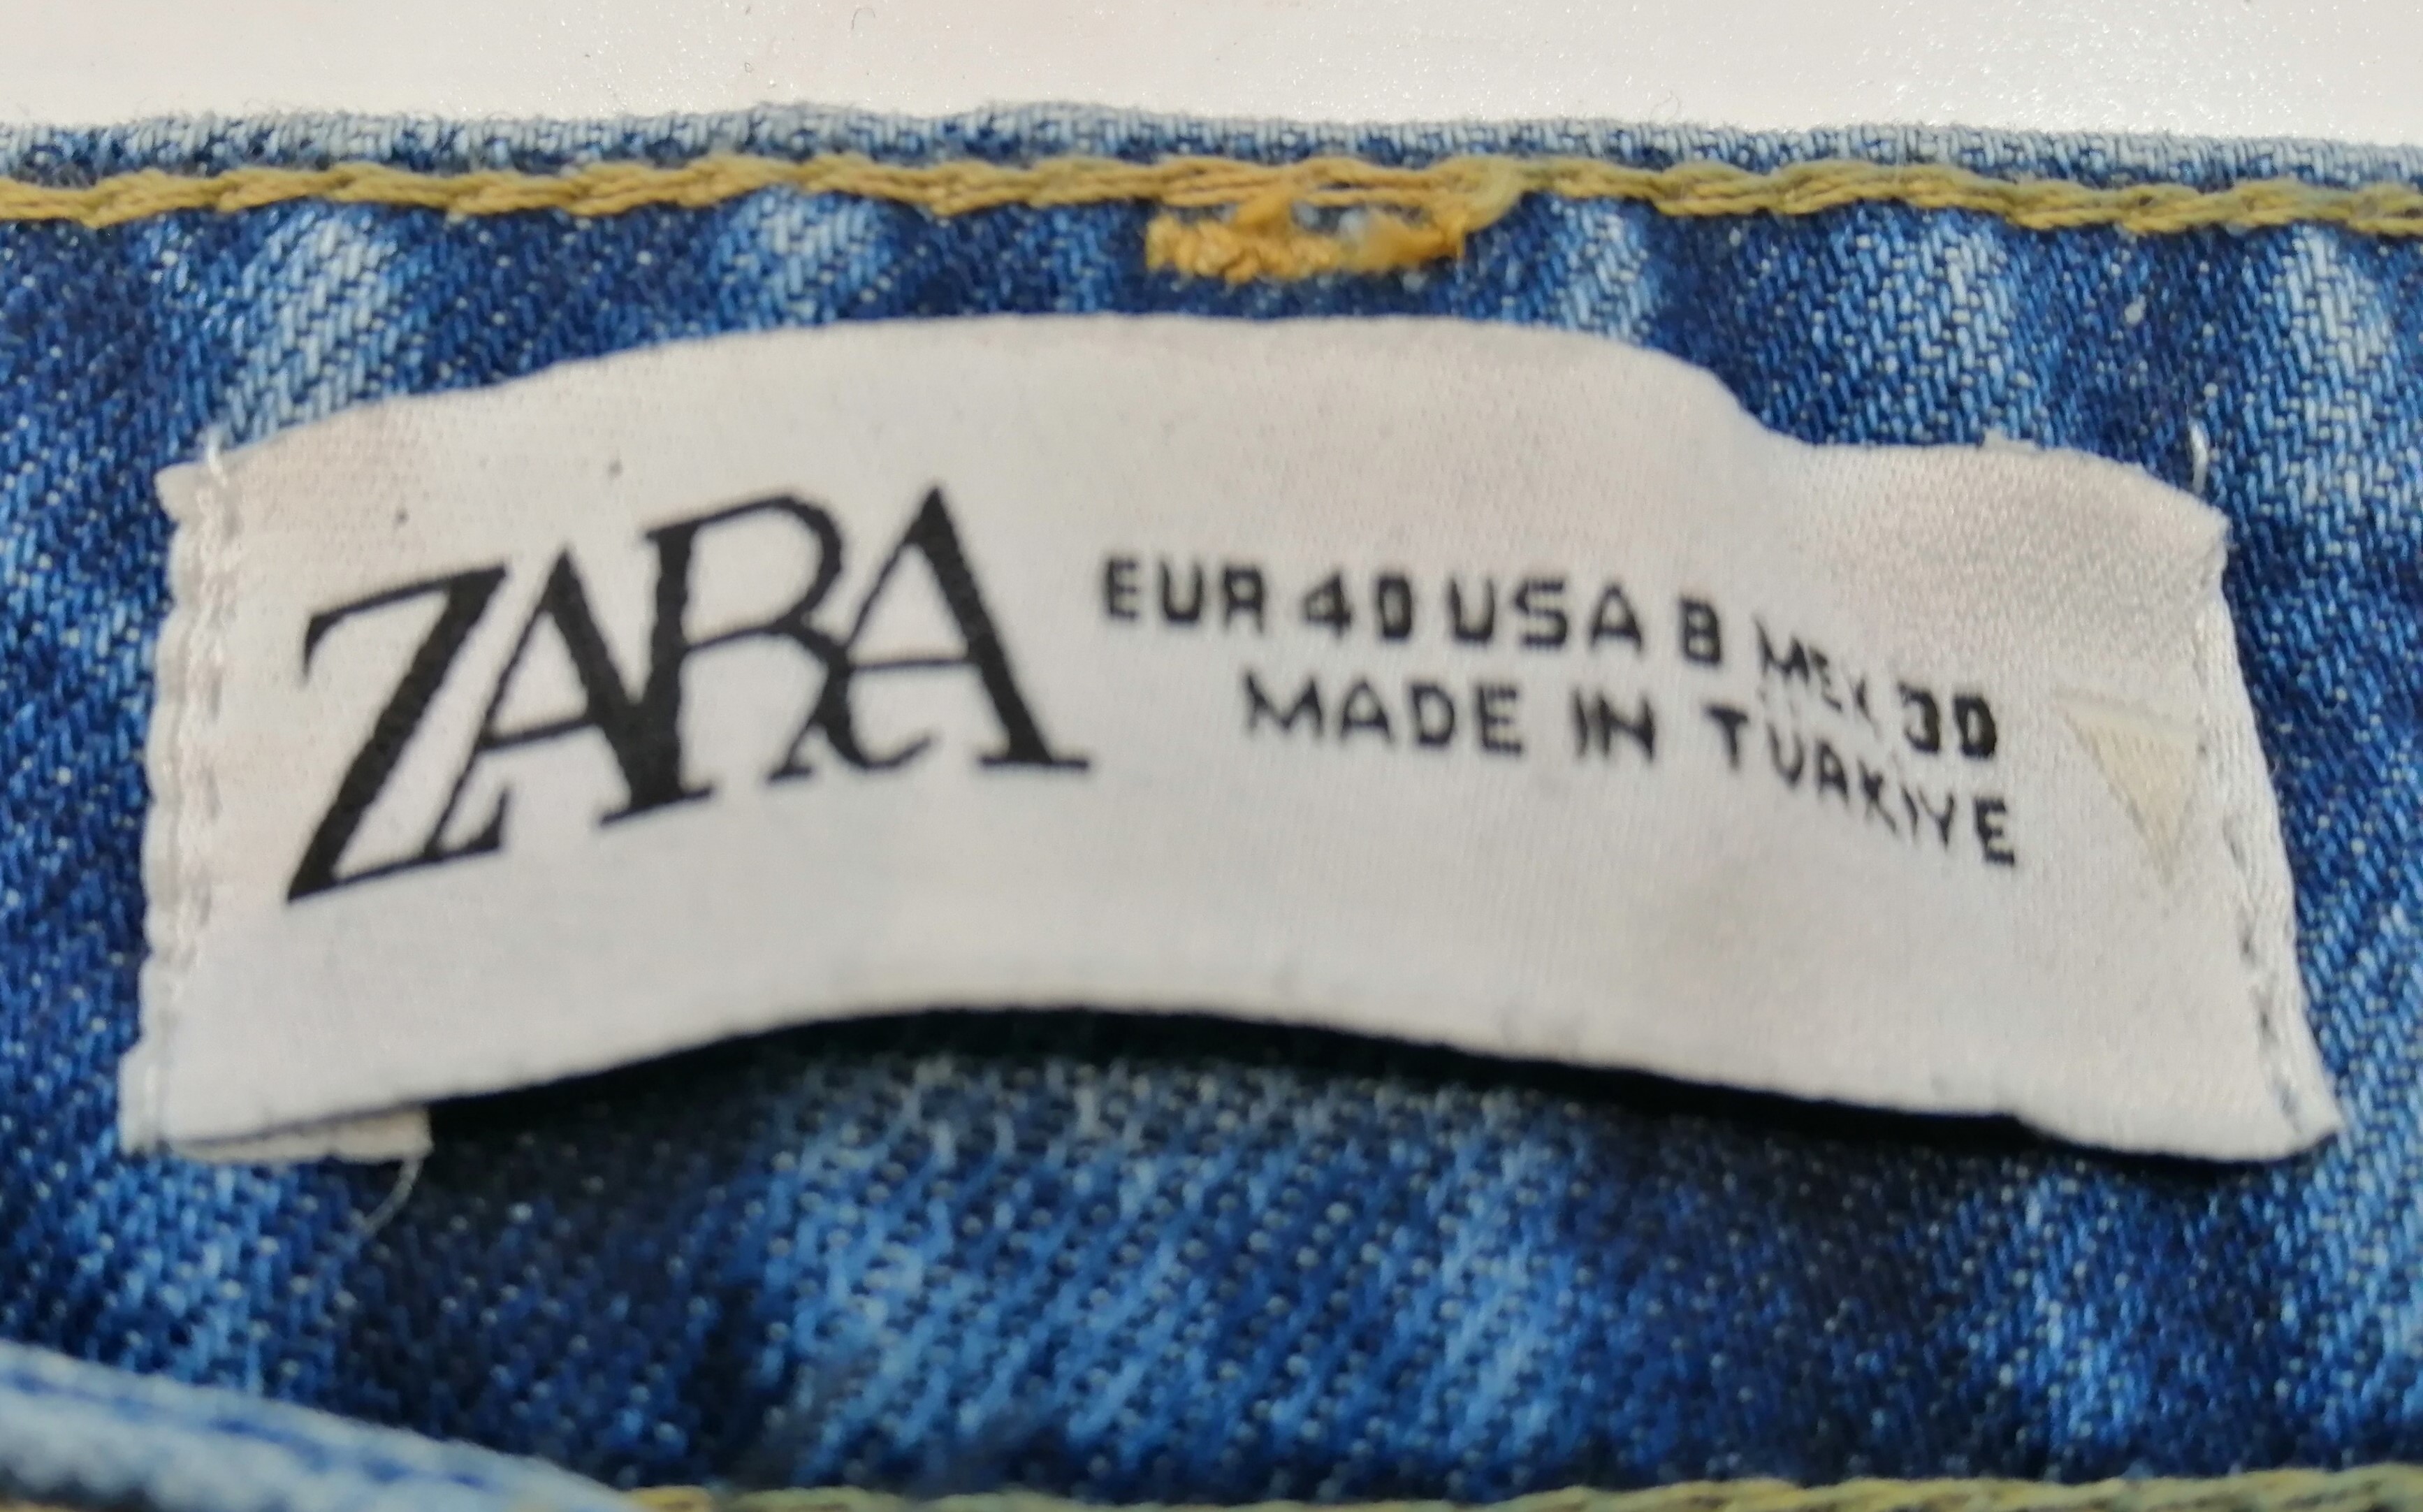 ZARA
EUR 40 USA 8 MEX 30
MADE IN TURKIYE